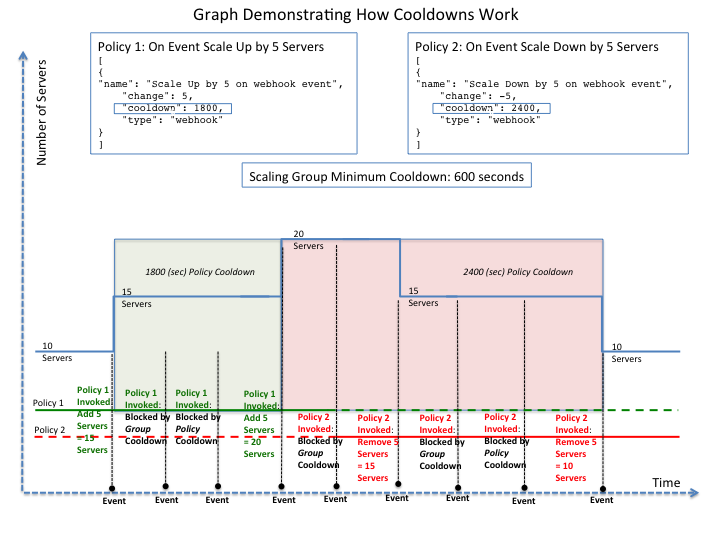 Graph Demonstrating How Cooldowns Work
Policy 1: On Event Scale Up by 5 Servers
[
{
"name": "Scale Up by 5 on webhook event",
"change": 5,
"cooldown": 1800,
"type": "webhook"
}
]
Policy 2: On Event Scale Down by 5 Servers
[
{
"name": "Scale Down by 5 on webhook event",
"change": -5,
"cooldown": 2400,
"type": "webhook"
}
]
Number of Servers
Scaling Group Minimum Cooldown: 600 seconds
20
Servers
1800 (sec) Policy Cooldown
2400 (sec) Policy Cooldown
15
Servers
15
Servers
10
Servers
10
Servers
Policy 1
Policy 2
Policy 1
Invoked:
Add 5
Servers
= 15
Servers
Policy 1
Invoked:
Blocked by
Group
Cooldown
Policy 1
Invoked:
Blocked by
Policy
Cooldown
Policy 1
Invoked:
Add 5
Servers
= 20
Servers
Policy 2
Invoked:
Blocked by
Group
Cooldown
Policy 2
Invoked:
Remove 5
Servers
= 15
Servers
Policy 2
Invoked:
Blocked by
Group
Cooldown
Policy 2
Invoked:
Blocked by
Policy
Cooldown
Policy 2
Invoked:
Remove 5
Servers
= 10
Servers
Time
Event
Event
Event
Event
Event
Event
Event
Event
Event